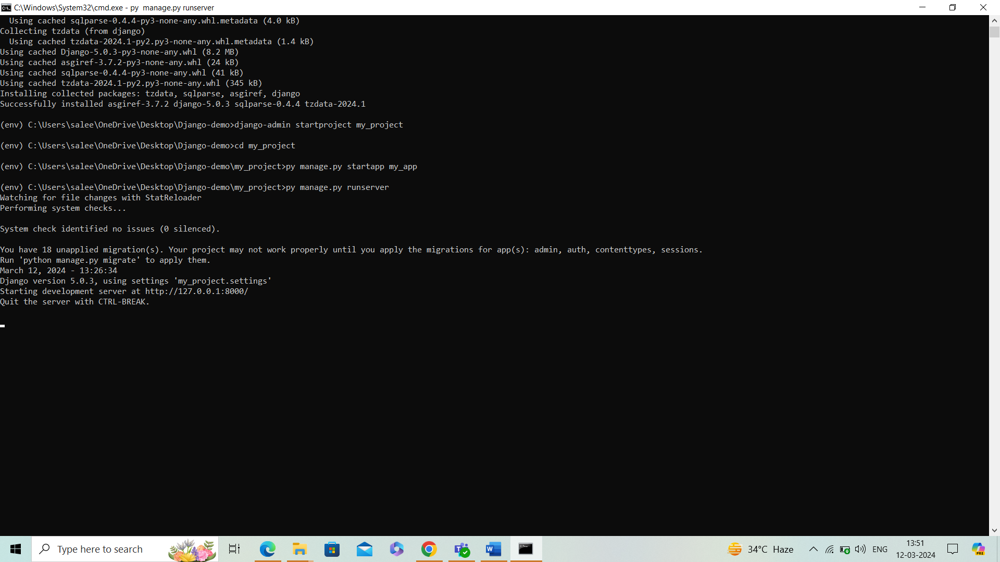 C:\Windows\System32\cmd.exe - py  manage.py runserver
  Using cached sqlparse-0.4.4-py3-none-any.whl.metadata (4.0 kB)
Collecting tzdata (from django)
  Using cached tzdata-2024.1-py2.py3-none-any.whl.metadata (1.4 kB)
Using cached Django-5.0.3-py3-none-any.whl (8.2 MB)
Using cached asgiref-3.7.2-py3-none-any.whl (24 kB)
Using cached sqlparse-0.4.4-py3-none-any.whl (41 kB)
Using cached tzdata-2024.1-py2.py3-none-any.whl (345 kB)
Installing collected packages: tzdata, sqlparse, asgiref, django
Successfully installed asgiref-3.7.2 django-5.0.3 sqlparse-0.4.4 tzdata-2024.1
(env) C:\Users\salee\OneDrive\Desktop\Django-demo>django-admin startproject my_project
(env) C:\Users\salee\OneDrive\Desktop\Django-demo>cd my_project
(env) C:\Users\salee\OneDrive\Desktop\Django-demo\my_project>py manage.py startapp my_app
(env) C:\Users\salee\OneDrive\Desktop\Django-demo\my_project>py manage.py runserver
Watching for file changes with StatReloader
Performing system checks...
System check identified no issues (0 silenced).
You have 18 unapplied migration(s). Your project may not work properly until you apply the migrations for app(s): admin, auth, contenttypes, sessions.
Run 'python manage.py migrate' to apply them.
March 12, 2024 - 13:26:34
Django version 5.0.3, using settings 'my_project.settings'
Starting development server at http://127.0.0.1:8000/
Quit the server with CTRL-BREAK.
Type here to search
34°C Haze
ENG
13:51
12-03-2024
PRE